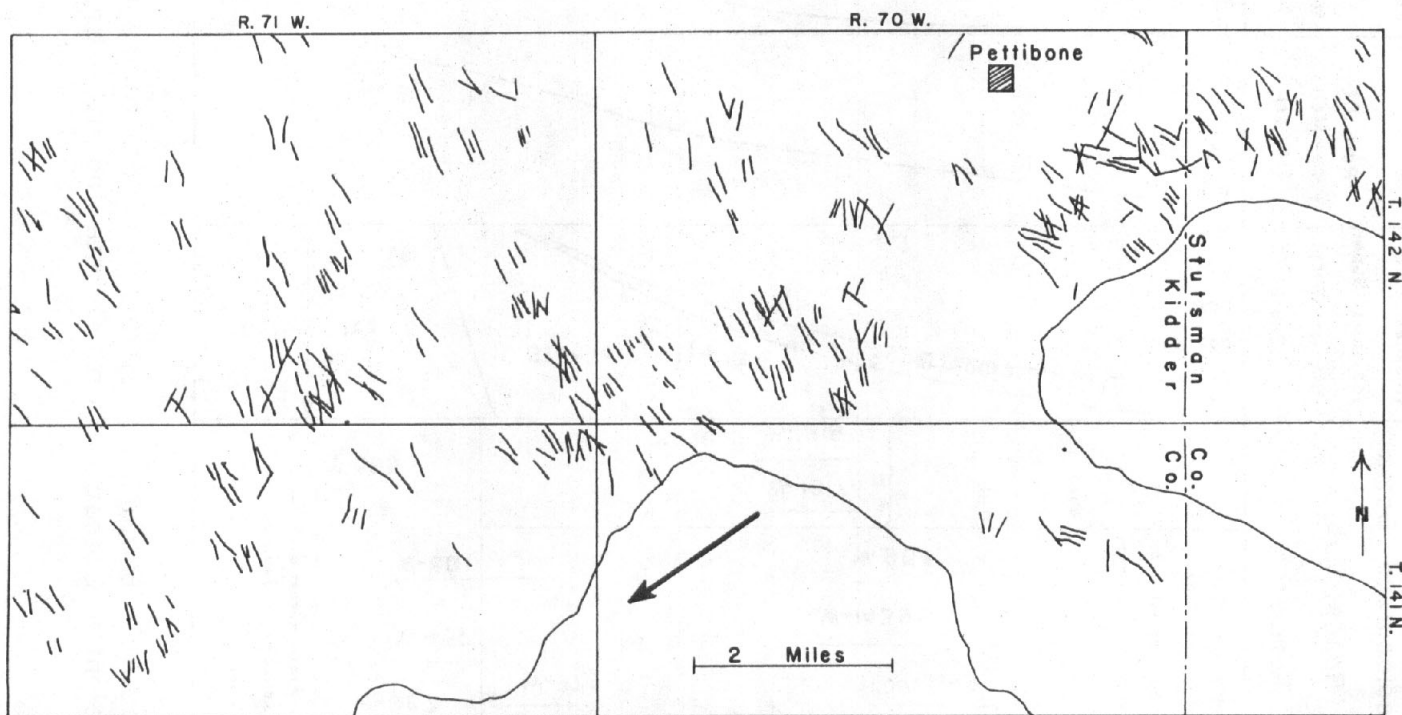 R. 71 W.
R. 70 W.
Pettibone
T. 142 N.
Stutsman Co.
Kidder Co.
N
T. 141 N.
2 Miles